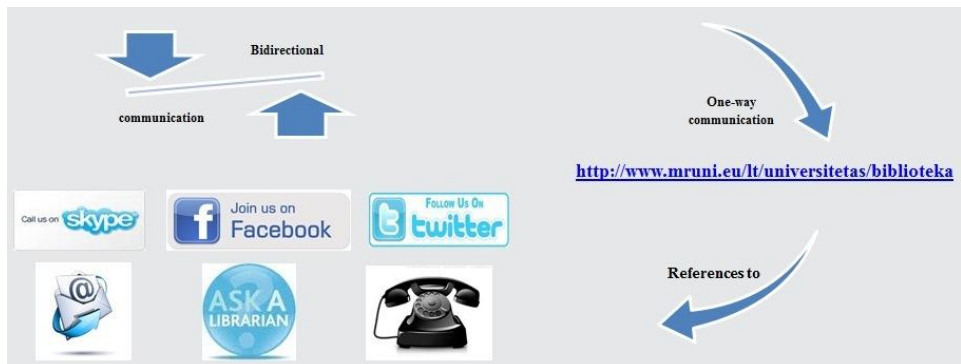 Bidirectional
communication
One-way
communication
http://www.mruni.eu/lt/universitetas/biblioteka
Call us on skype
Join us on
Facebook
FOLLOW US ON
twitter
References to
@
ASK A
LIBRARIAN